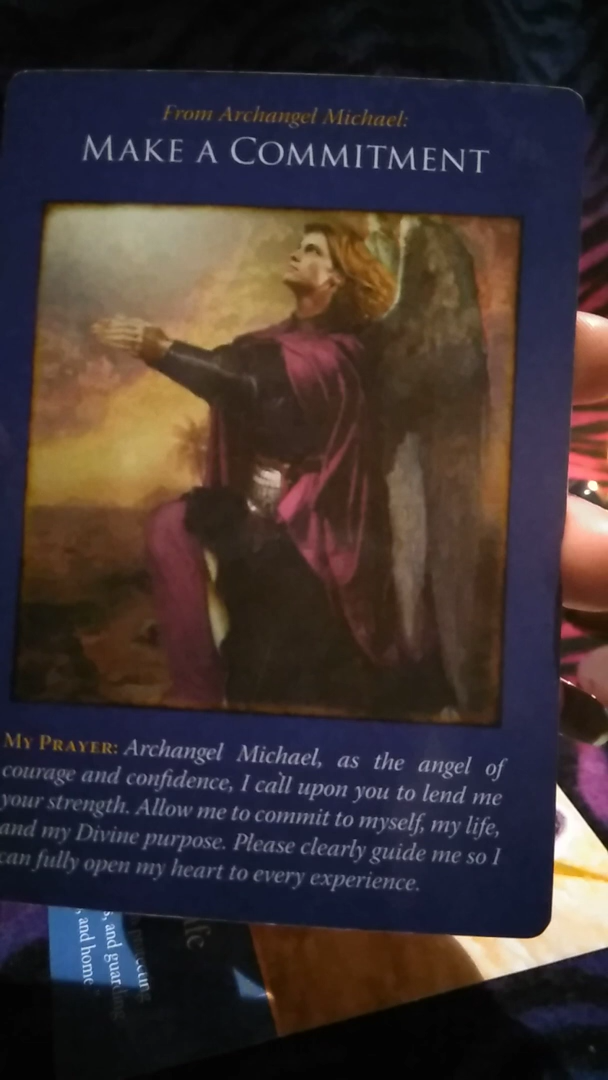 From Archangel Michael:
MAKE A COMMITMENT
MY PRAYER: Archangel Michael, as the angel of
courage and confidence, I call upon you to lend me
your strength. Allow me to commit to myself, my life,
and my Divine purpose. Please clearly guide me so I
can fully open my heart to every experience.
, and home